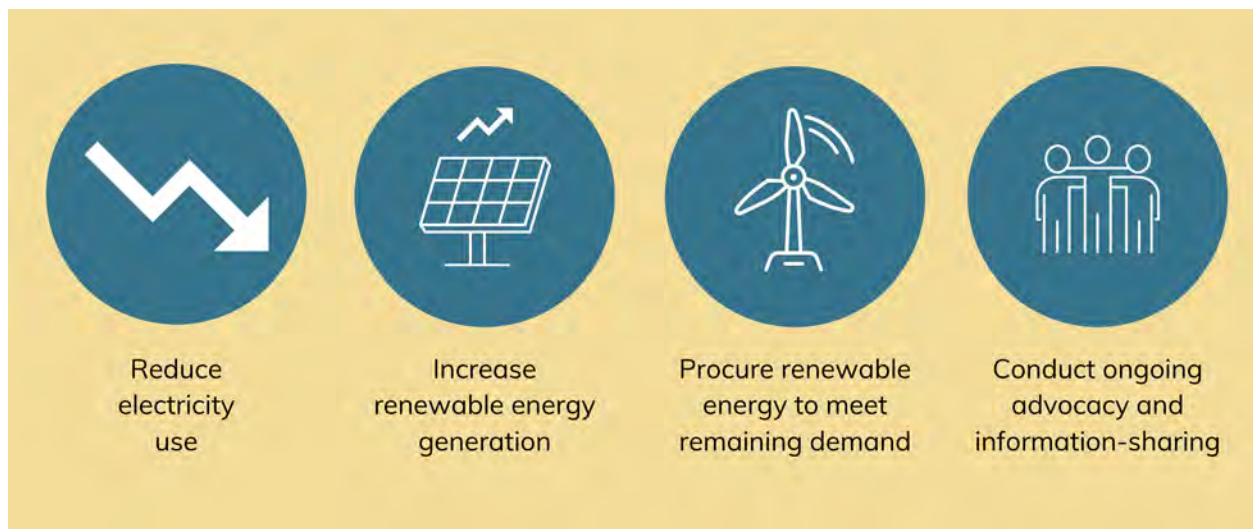 Reduce
electricity
use
Increase
renewable energy
generation
Procure renewable
energy to meet
remaining demand
Conduct ongoing
advocacy and
information-sharing